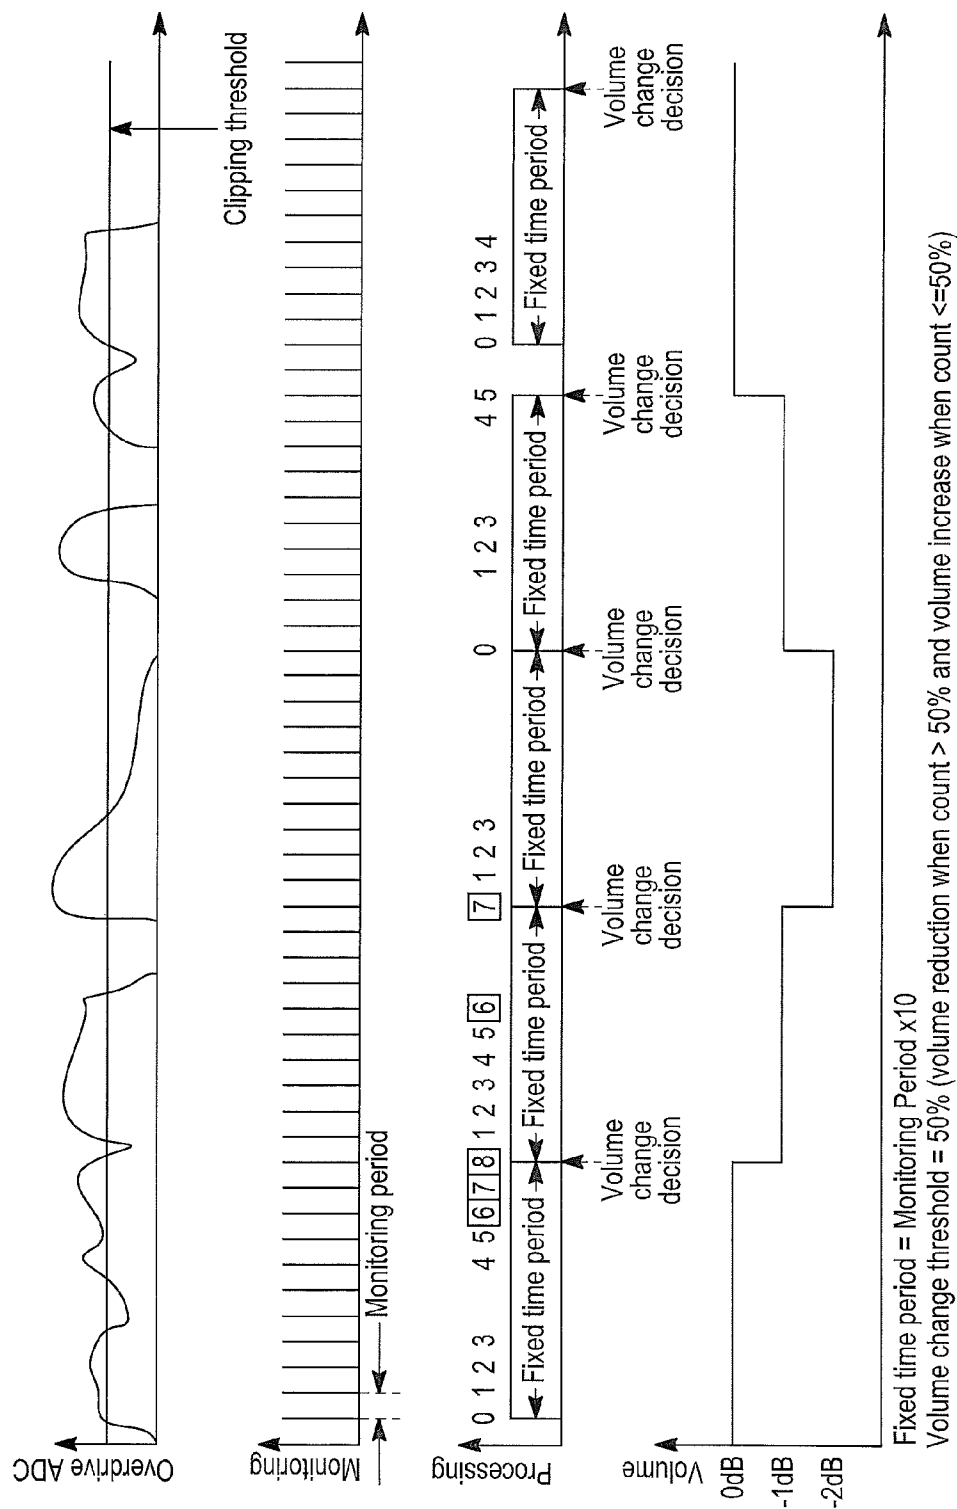 Overdrive ADC
Clipping threshold
Monitoring
Monitoring period
Processing
0 1 2 3 4 5 6 7 8 1 2 3 4 5 6 7 1 2 3 0 1 2 3 4 5 0 1 2 3 4
Fixed time period
Fixed time period
Fixed time period
Fixed time period
Fixed time period
Volume
change
decision
Volume
change
decision
Volume
change
decision
Volume
change
decision
Volume
change
decision
Volume
0dB
-1dB
-2dB
Fixed time period = Monitoring Period x10
Volume change threshold = 50% (volume reduction when count > 50% and volume increase when count <=50%)